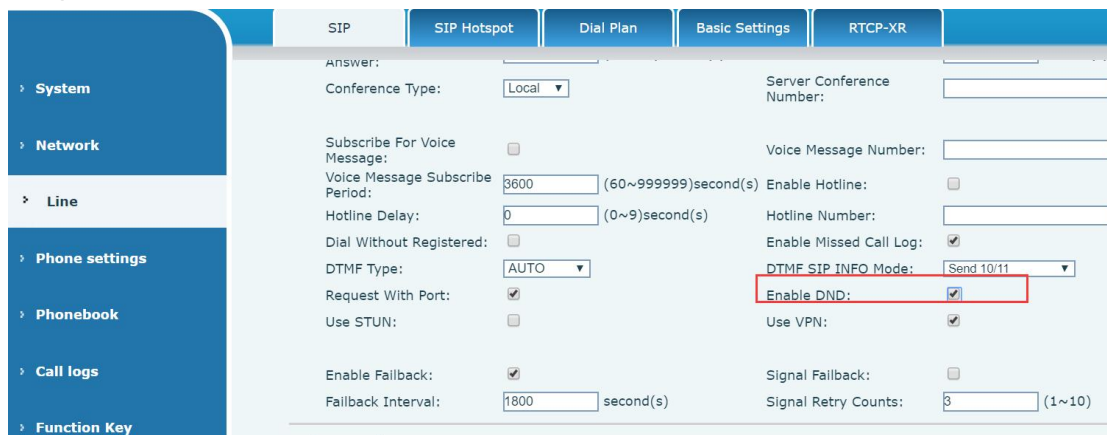 SIP SIP Hotspot Dial Plan Basic Settings RTCP-XR
System
Network
Line
Phone settings
Phonebook
Call logs
Function Key
Answer:
Conference Type: Local Server Conference Number:
Subscribe For Voice Message: Voice Message Number:
Voice Message Subscribe Period: 3600 (60~999999)second(s) Enable Hotline:
Hotline Delay: 0 (0~9)second(s) Hotline Number:
Dial Without Registered: Enable Missed Call Log:
DTMF Type: AUTO DTMF SIP INFO Mode: Send 10/11
Request With Port: Enable DND:
Use STUN: Use VPN:
Enable Failback: Signal Failback:
Failback Interval: 1800 second(s) Signal Retry Counts: 3 (1~10)